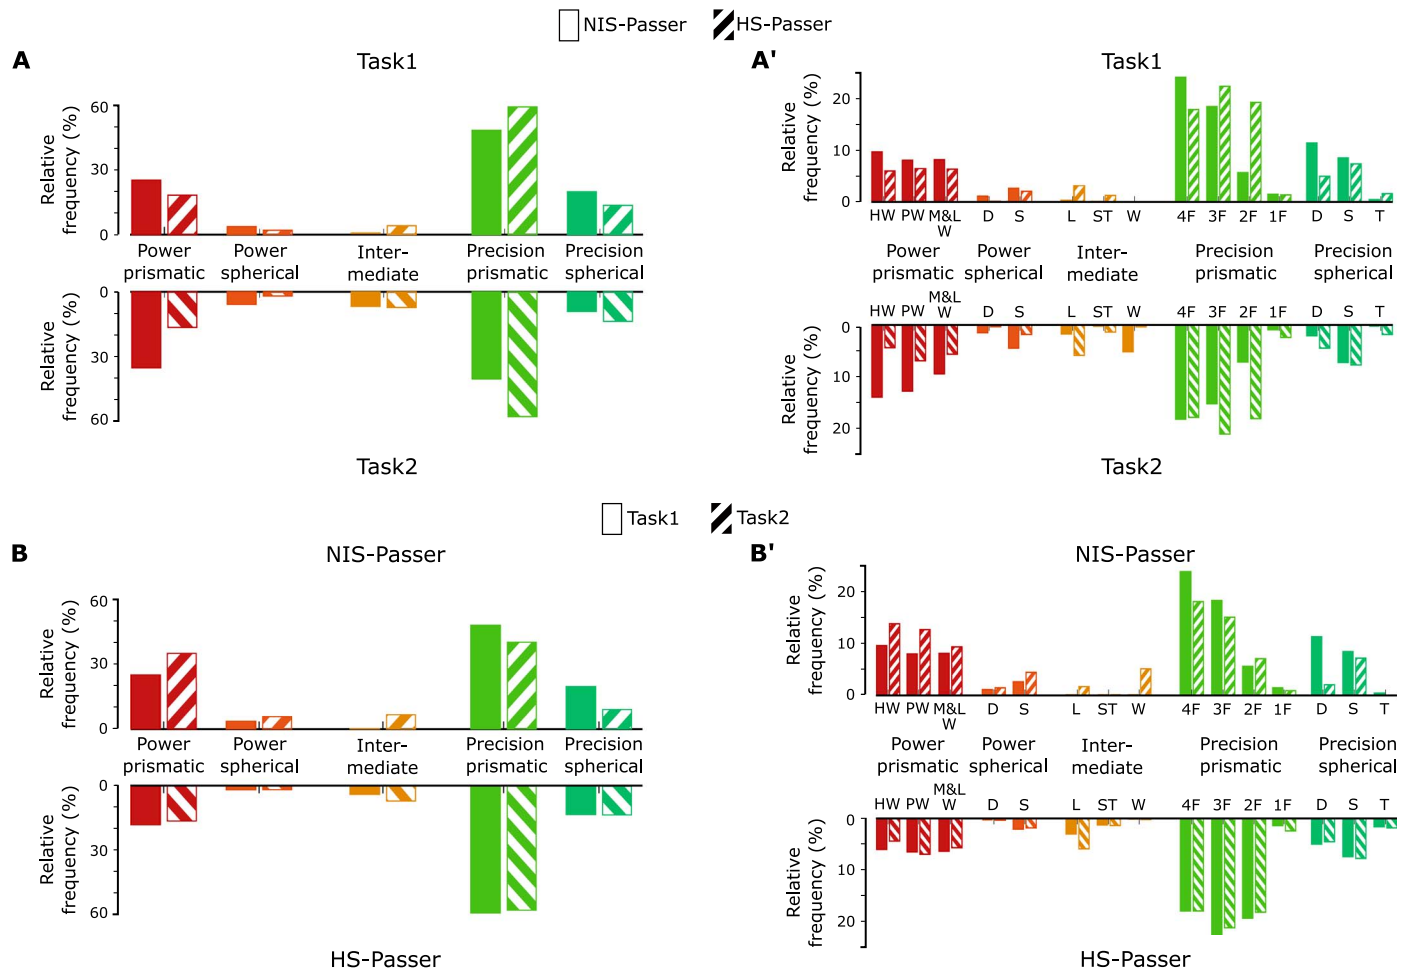 NIS-Passer HS-Passer
A
Task1
Relative
frequency (%)
60
30
0
Power
prismatic
Power
spherical
Inter-
mediate
Precision
prismatic
Precision
spherical
0
30
60
Relative
frequency (%)
Task2
A'
Task1
Relative
frequency (%)
20
10
0
HW PW M&L
W
D S L ST W 4F 3F 2F 1F D S T
Power
prismatic
Power
spherical
Inter-
mediate
Precision
prismatic
Precision
spherical
HW PW M&L
W
D S L ST W 4F 3F 2F 1F D S T
0
10
20
Relative
frequency (%)
Task2
Task1 Task2
B
NIS-Passer
Relative
frequency (%)
60
30
0
Power
prismatic
Power
spherical
Inter-
mediate
Precision
prismatic
Precision
spherical
0
30
60
Relative
frequency (%)
HS-Passer
B'
NIS-Passer
Relative
frequency (%)
20
10
0
HW PW M&L
W
D S L ST W 4F 3F 2F 1F D S T
Power
prismatic
Power
spherical
Inter-
mediate
Precision
prismatic
Precision
spherical
HW PW M&L
W
D S L ST W 4F 3F 2F 1F D S T
0
10
20
Relative
frequency (%)
HS-Passer